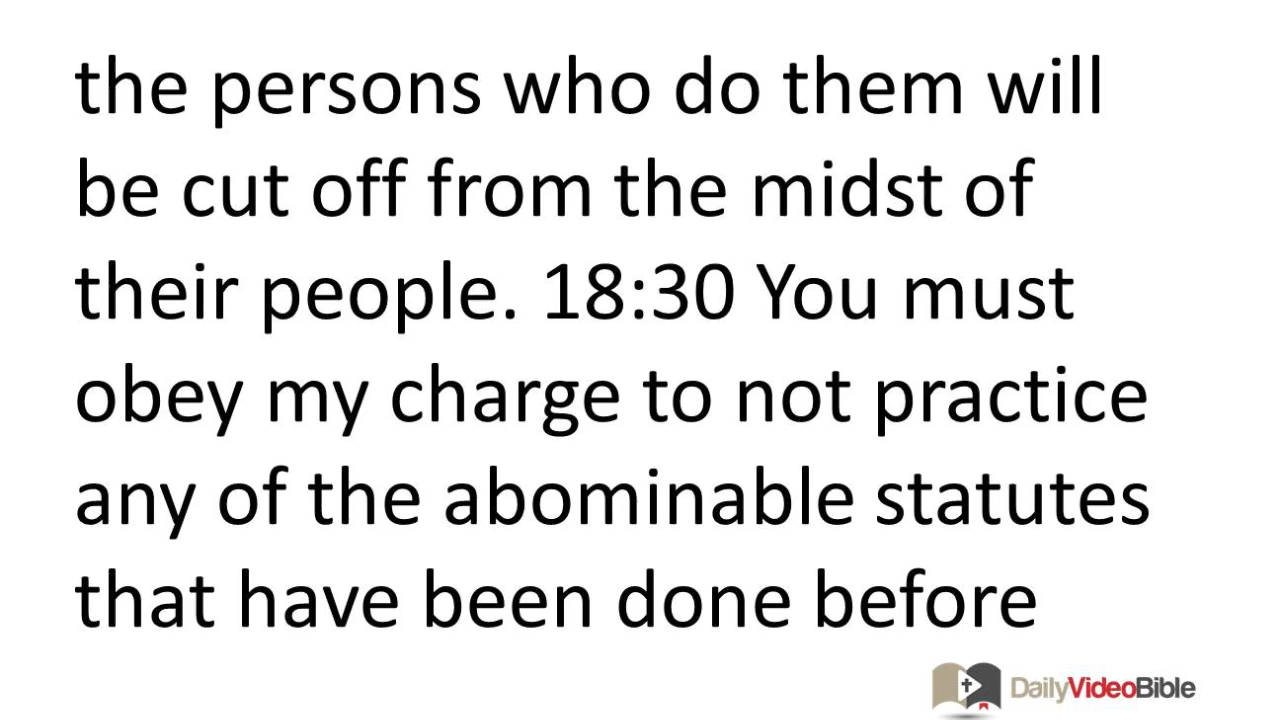 the persons who do them will
be cut off from the midst of
their people. 18:30 You must
obey my charge to not practice
any of the abominable statutes
that have been done before
DailyVideoBible